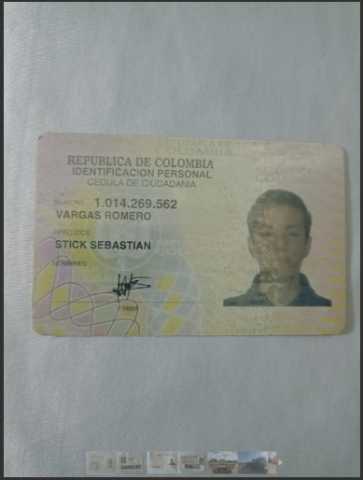 REPUBLICA DE COLOMBIA
IDENTIFICACION PERSONAL
CEDULA DE CIUDADANIA
NUMERO 1.014.269.562
VARGAS ROMERO
APELLIDOS
STICK SEBASTIAN
NOMBRES
FIRMA